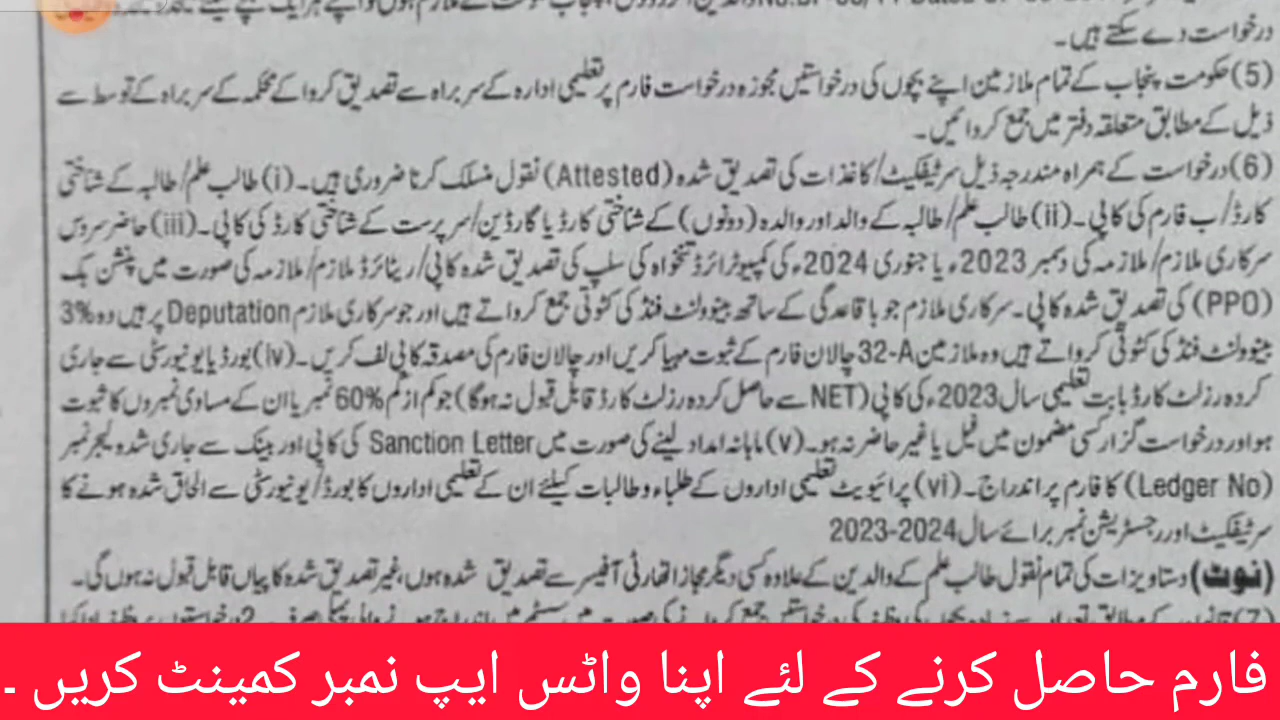 درخواست دے سکتے ہیں۔
(5) حکومت پنجاب کے تمام ملازمین اپنے بچوں کی درخواستیں مجوزہ درخواست فارم پر تعلیمی ادارہ کے سربراہ سے تصدیق کروا کے محکمہ کے سربراہ کے توسط سے
ذیل کے مطابق متعلقہ دفتر میں جمع کروائیں۔
(6) درخواست کے ہمراہ مندرجہ ذیل سرٹیفکیٹ/کاغذات کی تصدیق شدہ (Attested) نقول منسلک کرنا ضروری ہیں۔ (i) طالب علم/طالبہ کے شناختی
کارڈ/ب فارم کی کاپی۔ (ii) طالب علم/طالبہ کے والد اور والدہ (دونوں) کے شناختی کارڈ یا گارڈین/سرپرست کے شناختی کارڈ کی کاپی۔ (iii) حاضر سروس
سرکاری ملازم/ملازمہ کی دسمبر 2023ء یا جنوری 2024ء کی کمپیوٹرائزڈ تنخواہ کی سلپ کی تصدیق شدہ کاپی/ریٹائرڈ ملازم/ملازمہ کی صورت میں پنشن بک
(PPO) کی تصدیق شدہ کاپی۔ سرکاری ملازم جو باقاعدگی کے ساتھ بینوولنٹ فنڈ کی کٹوتی جمع کرواتے ہیں اور جو سرکاری ملازم Deputation پر ہیں وہ 3%
بینوولنٹ فنڈ کی کٹوتی کرواتے ہیں وہ ملازمین 32-A چالان فارم کے ثبوت مہیا کریں اور چالان فارم کی مصدقہ کاپی لف کریں۔ (iv) بورڈ یا یونیورسٹی سے جاری
کردہ رزلٹ کارڈ بابت تعلیمی سال 2023ء کی کاپی (NET سے حاصل کردہ رزلٹ کارڈ قابل قبول نہ ہوگا) جو کم از کم 60% نمبر یا ان کے مساوی نمبروں کا ثبوت
ہو اور درخواست گزار کسی مضمون میں فیل یا غیر حاضر نہ ہو۔ (v) ماہانہ امداد لینے کی صورت میں Sanction Letter کی کاپی اور بینک سے جاری شدہ لیجر نمبر
(Ledger No) کا فارم پر اندراج۔ (vi) پرائیویٹ تعلیمی اداروں کے طلباء و طالبات کیلئے ان کے تعلیمی اداروں کا بورڈ/یونیورسٹی سے الحاق شدہ ہونے کا
سرٹیفکیٹ اور رجسٹریشن نمبر برائے سال 2023-2024
(نوٹ) دستاویزات کی تمام نقول طالب علم کے والدین کے علاوہ کسی دیگر مجاز اتھارٹی آفیسر سے تصدیق شدہ ہوں، غیر تصدیق شدہ کاپیاں قابل قبول نہ ہوں گی۔
فارم حاصل کرنے کے لئے اپنا واٹس ایپ نمبر کمینٹ کریں ۔